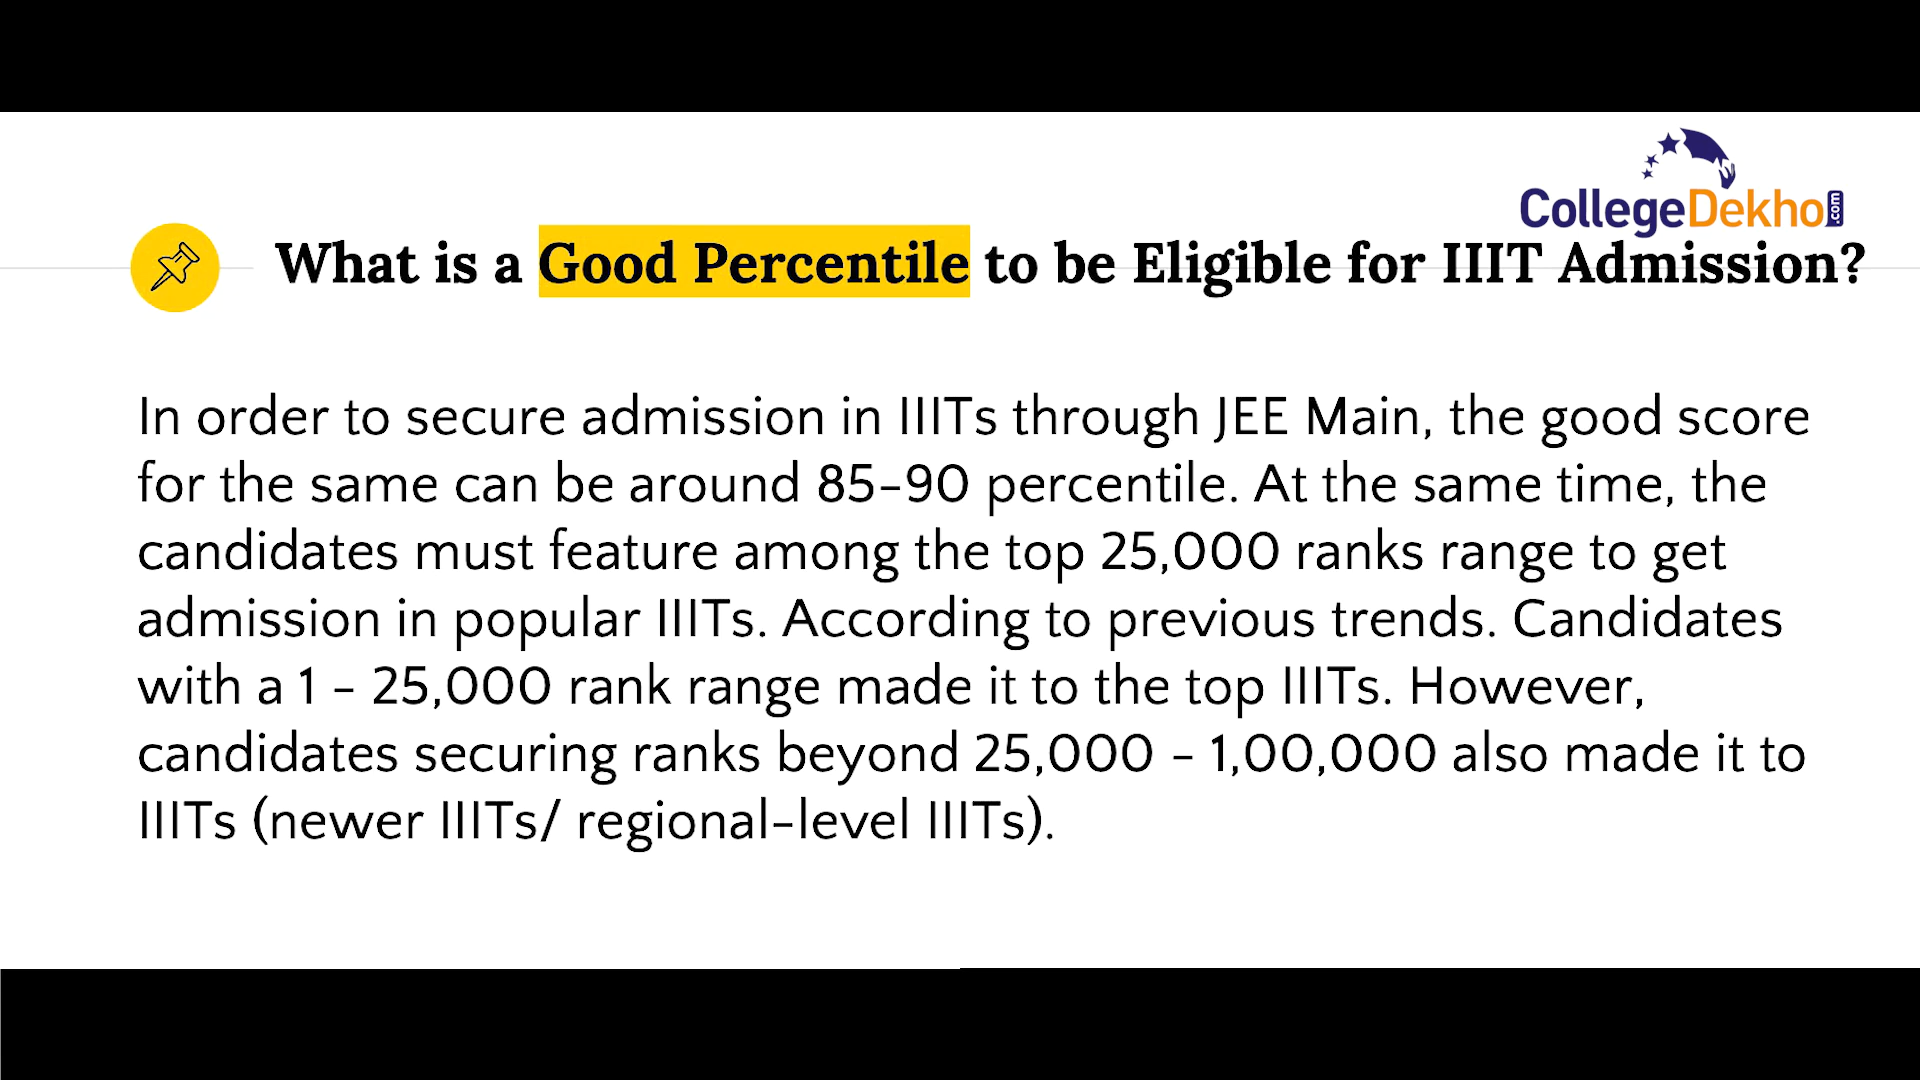 CollegeDekho.com
What is a Good Percentile to be Eligible for IIIT Admission?
In order to secure admission in IIITs through JEE Main, the good score
for the same can be around 85-90 percentile. At the same time, the
candidates must feature among the top 25,000 ranks range to get
admission in popular IIITs. According to previous trends. Candidates
with a 1 - 25,000 rank range made it to the top IIITs. However,
candidates securing ranks beyond 25,000 - 1,00,000 also made it to
IIITs (newer IIITs/ regional-level IIITs).